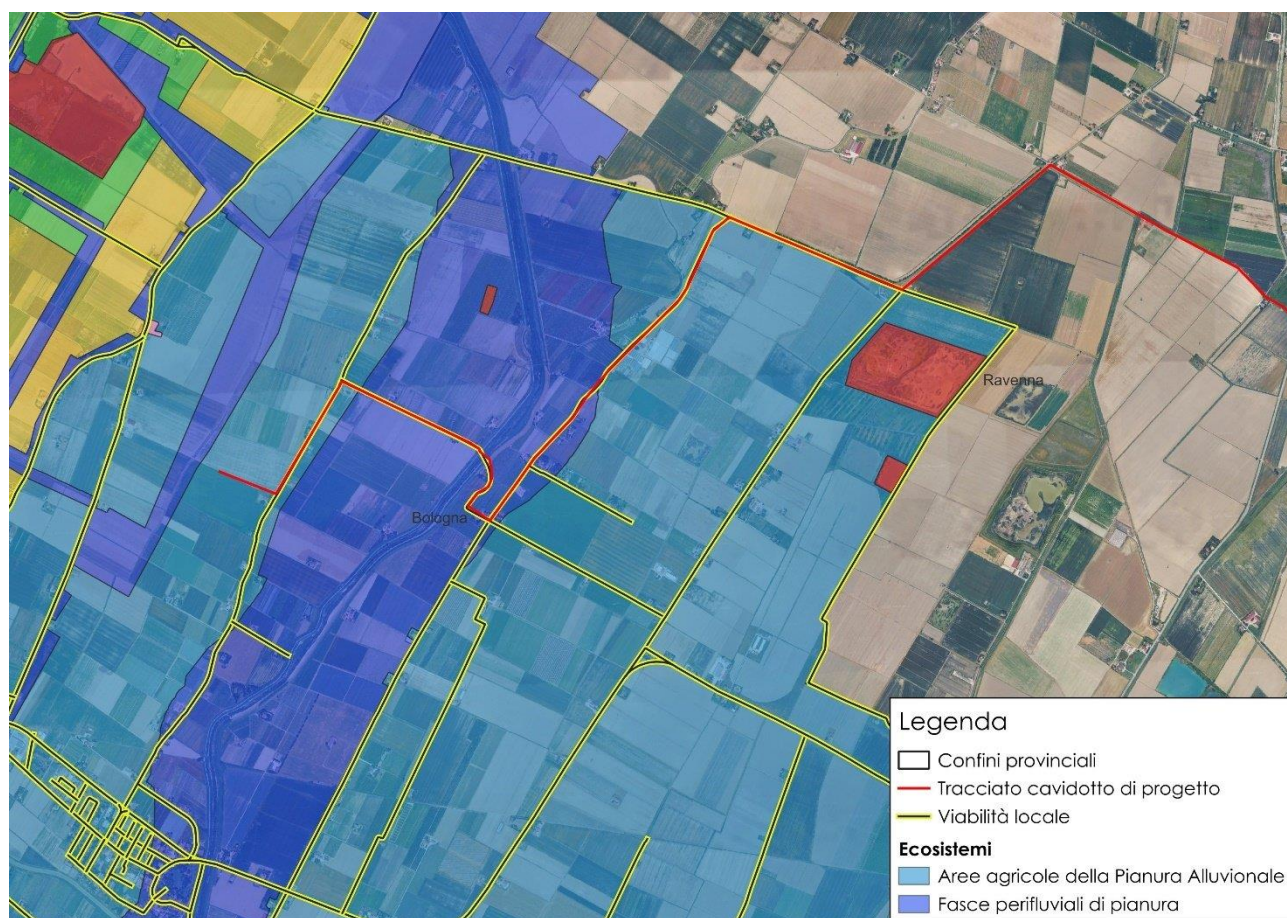 Ravenna
Bologna
Legenda
Confini provinciali
Tracciato cavidotto di progetto
Viabilità locale
Ecosistemi
Aree agricole della Pianura Alluvionale
Fasce perifluviali di pianura